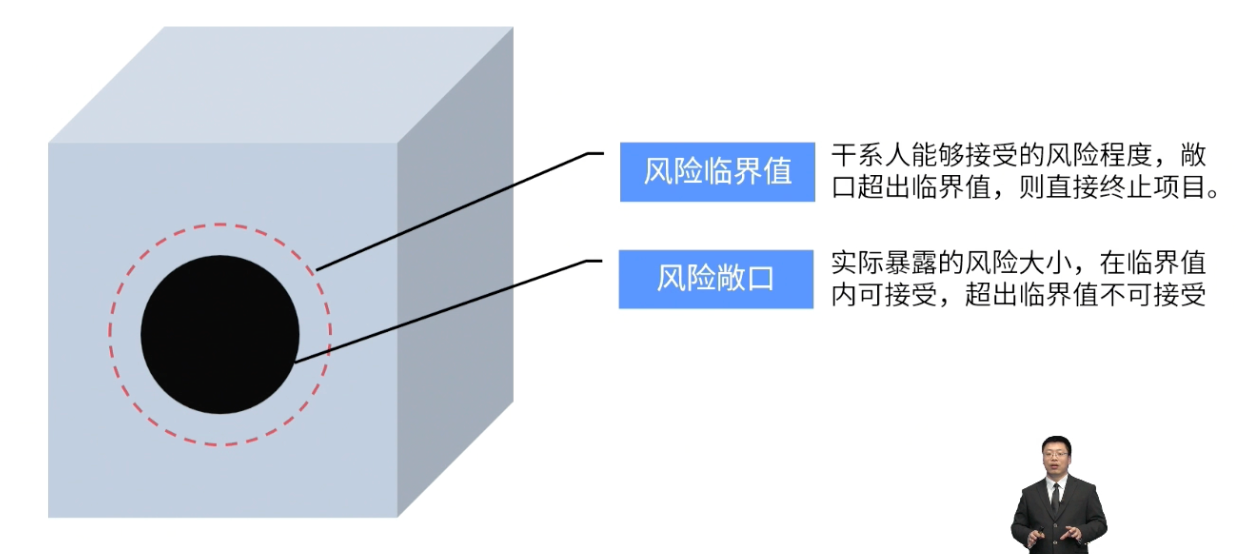 风险临界值
干系人能够接受的风险程度，敞
口超出临界值，则直接终止项目。
风险敞口
实际暴露的风险大小，在临界值
内可接受，超出临界值不可接受